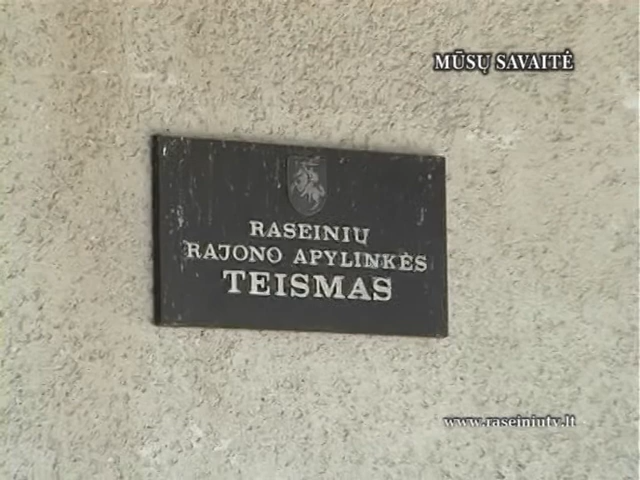 MŪSŲ SAVAITĖ
RASEINIŲ
RAJONO APYLINKĖS
TEISMAS
www.raseiniutv.lt